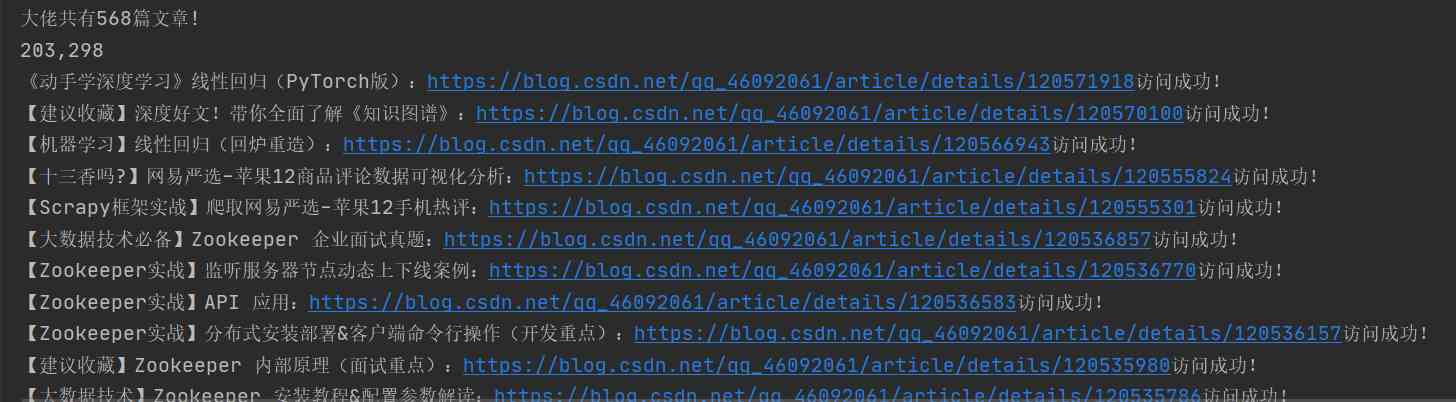 大佬共有568篇文章！
203,298
《动手学深度学习》线性回归（PyTorch版）：https://blog.csdn.net/qq_46092061/article/details/120571918访问成功！
【建议收藏】深度好文！带你全面了解《知识图谱》：https://blog.csdn.net/qq_46092061/article/details/120570100访问成功！
【机器学习】线性回归（回炉重造）：https://blog.csdn.net/qq_46092061/article/details/120566943访问成功！
【十三香吗?】网易严选-苹果12商品评论数据可视化分析：https://blog.csdn.net/qq_46092061/article/details/120555824访问成功！
【Scrapy框架实战】爬取网易严选-苹果12手机热评：https://blog.csdn.net/qq_46092061/article/details/120555301访问成功！
【大数据技术必备】Zookeeper 企业面试真题：https://blog.csdn.net/qq_46092061/article/details/120536857访问成功！
【Zookeeper实战】监听服务器节点动态上下线案例：https://blog.csdn.net/qq_46092061/article/details/120536770访问成功！
【Zookeeper实战】API 应用：https://blog.csdn.net/qq_46092061/article/details/120536583访问成功！
【Zookeeper实战】分布式安装部署&客户端命令行操作（开发重点）：https://blog.csdn.net/qq_46092061/article/details/120536157访问成功！
【建议收藏】Zookeeper 内部原理（面试重点）：https://blog.csdn.net/qq_46092061/article/details/120535980访问成功！
【大数据技术】Zookeeper 安装教程&配置参数解读：https://blog.csdn.net/qq_46092061/article/details/120535786访问成功！